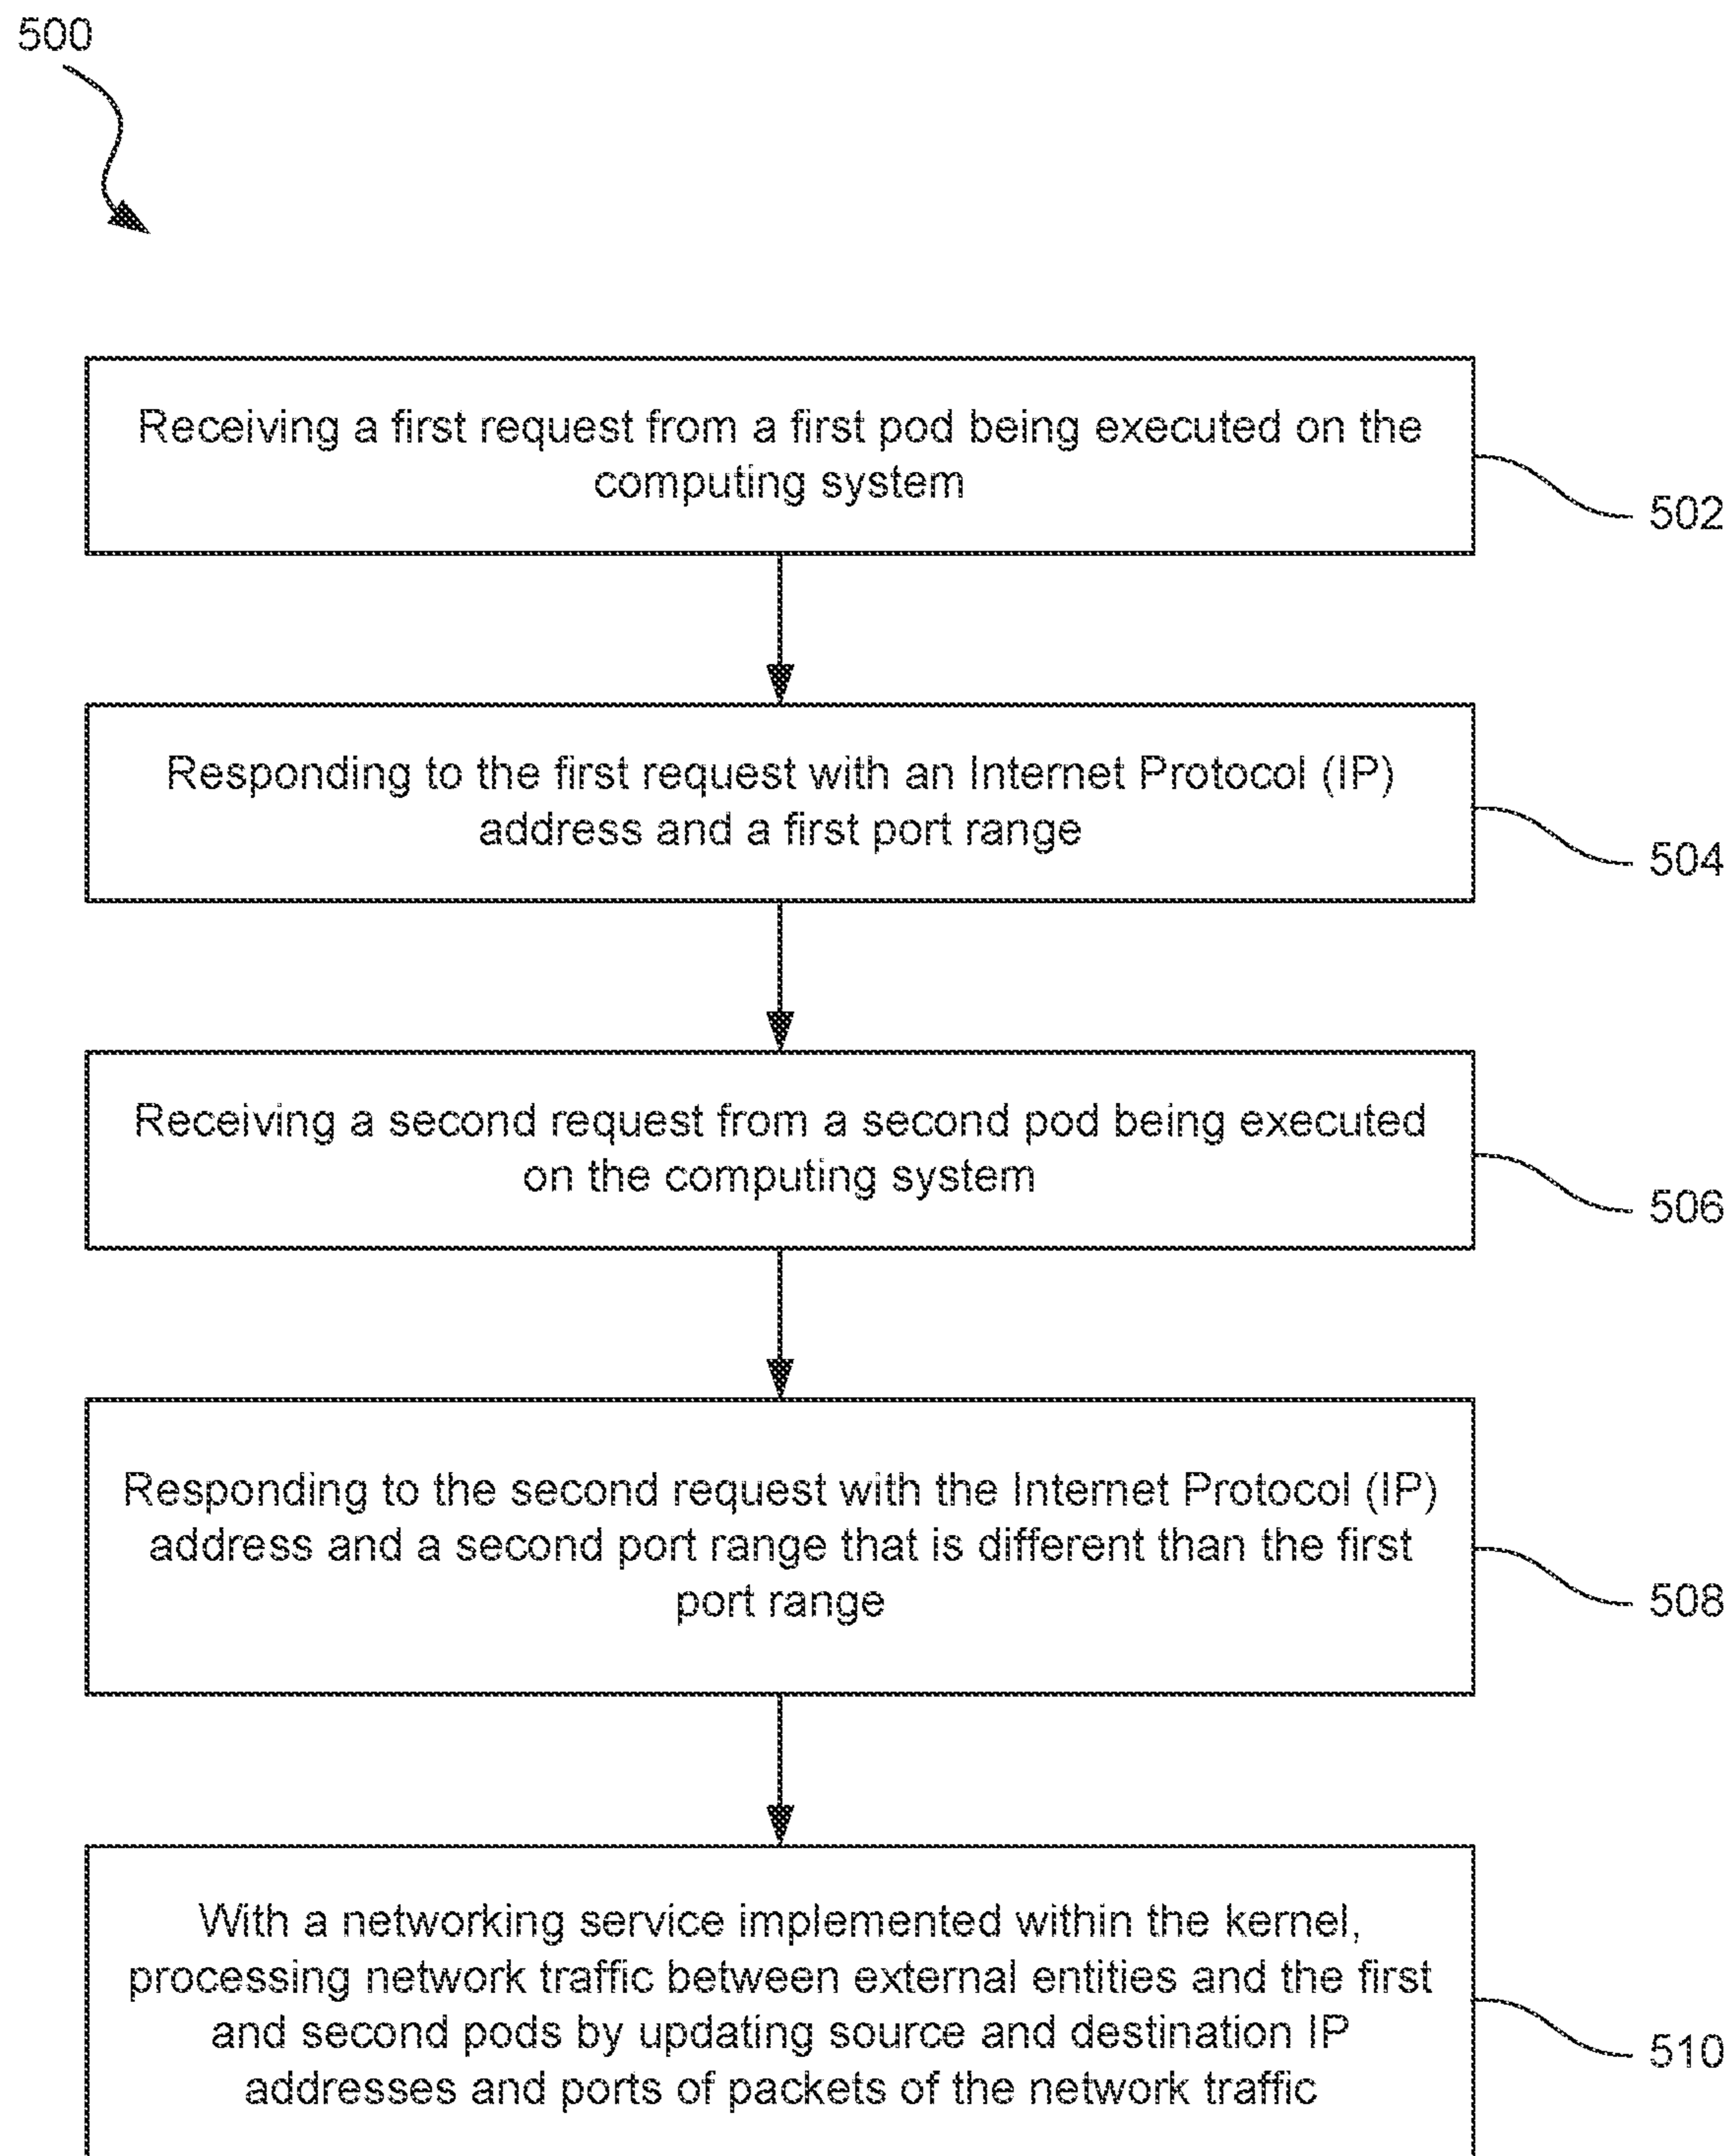 500
Receiving a first request from a first pod being executed on the
computing system
502
Responding to the first request with an Internet Protocol (IP)
address and a first port range
504
Receiving a second request from a second pod being executed
on the computing system
506
Responding to the second request with the Internet Protocol (IP)
address and a second port range that is different than the first
port range
508
With a networking service implemented within the kernel,
processing network traffic between external entities and the first
and second pods by updating source and destination IP
addresses and ports of packets of the network traffic
510